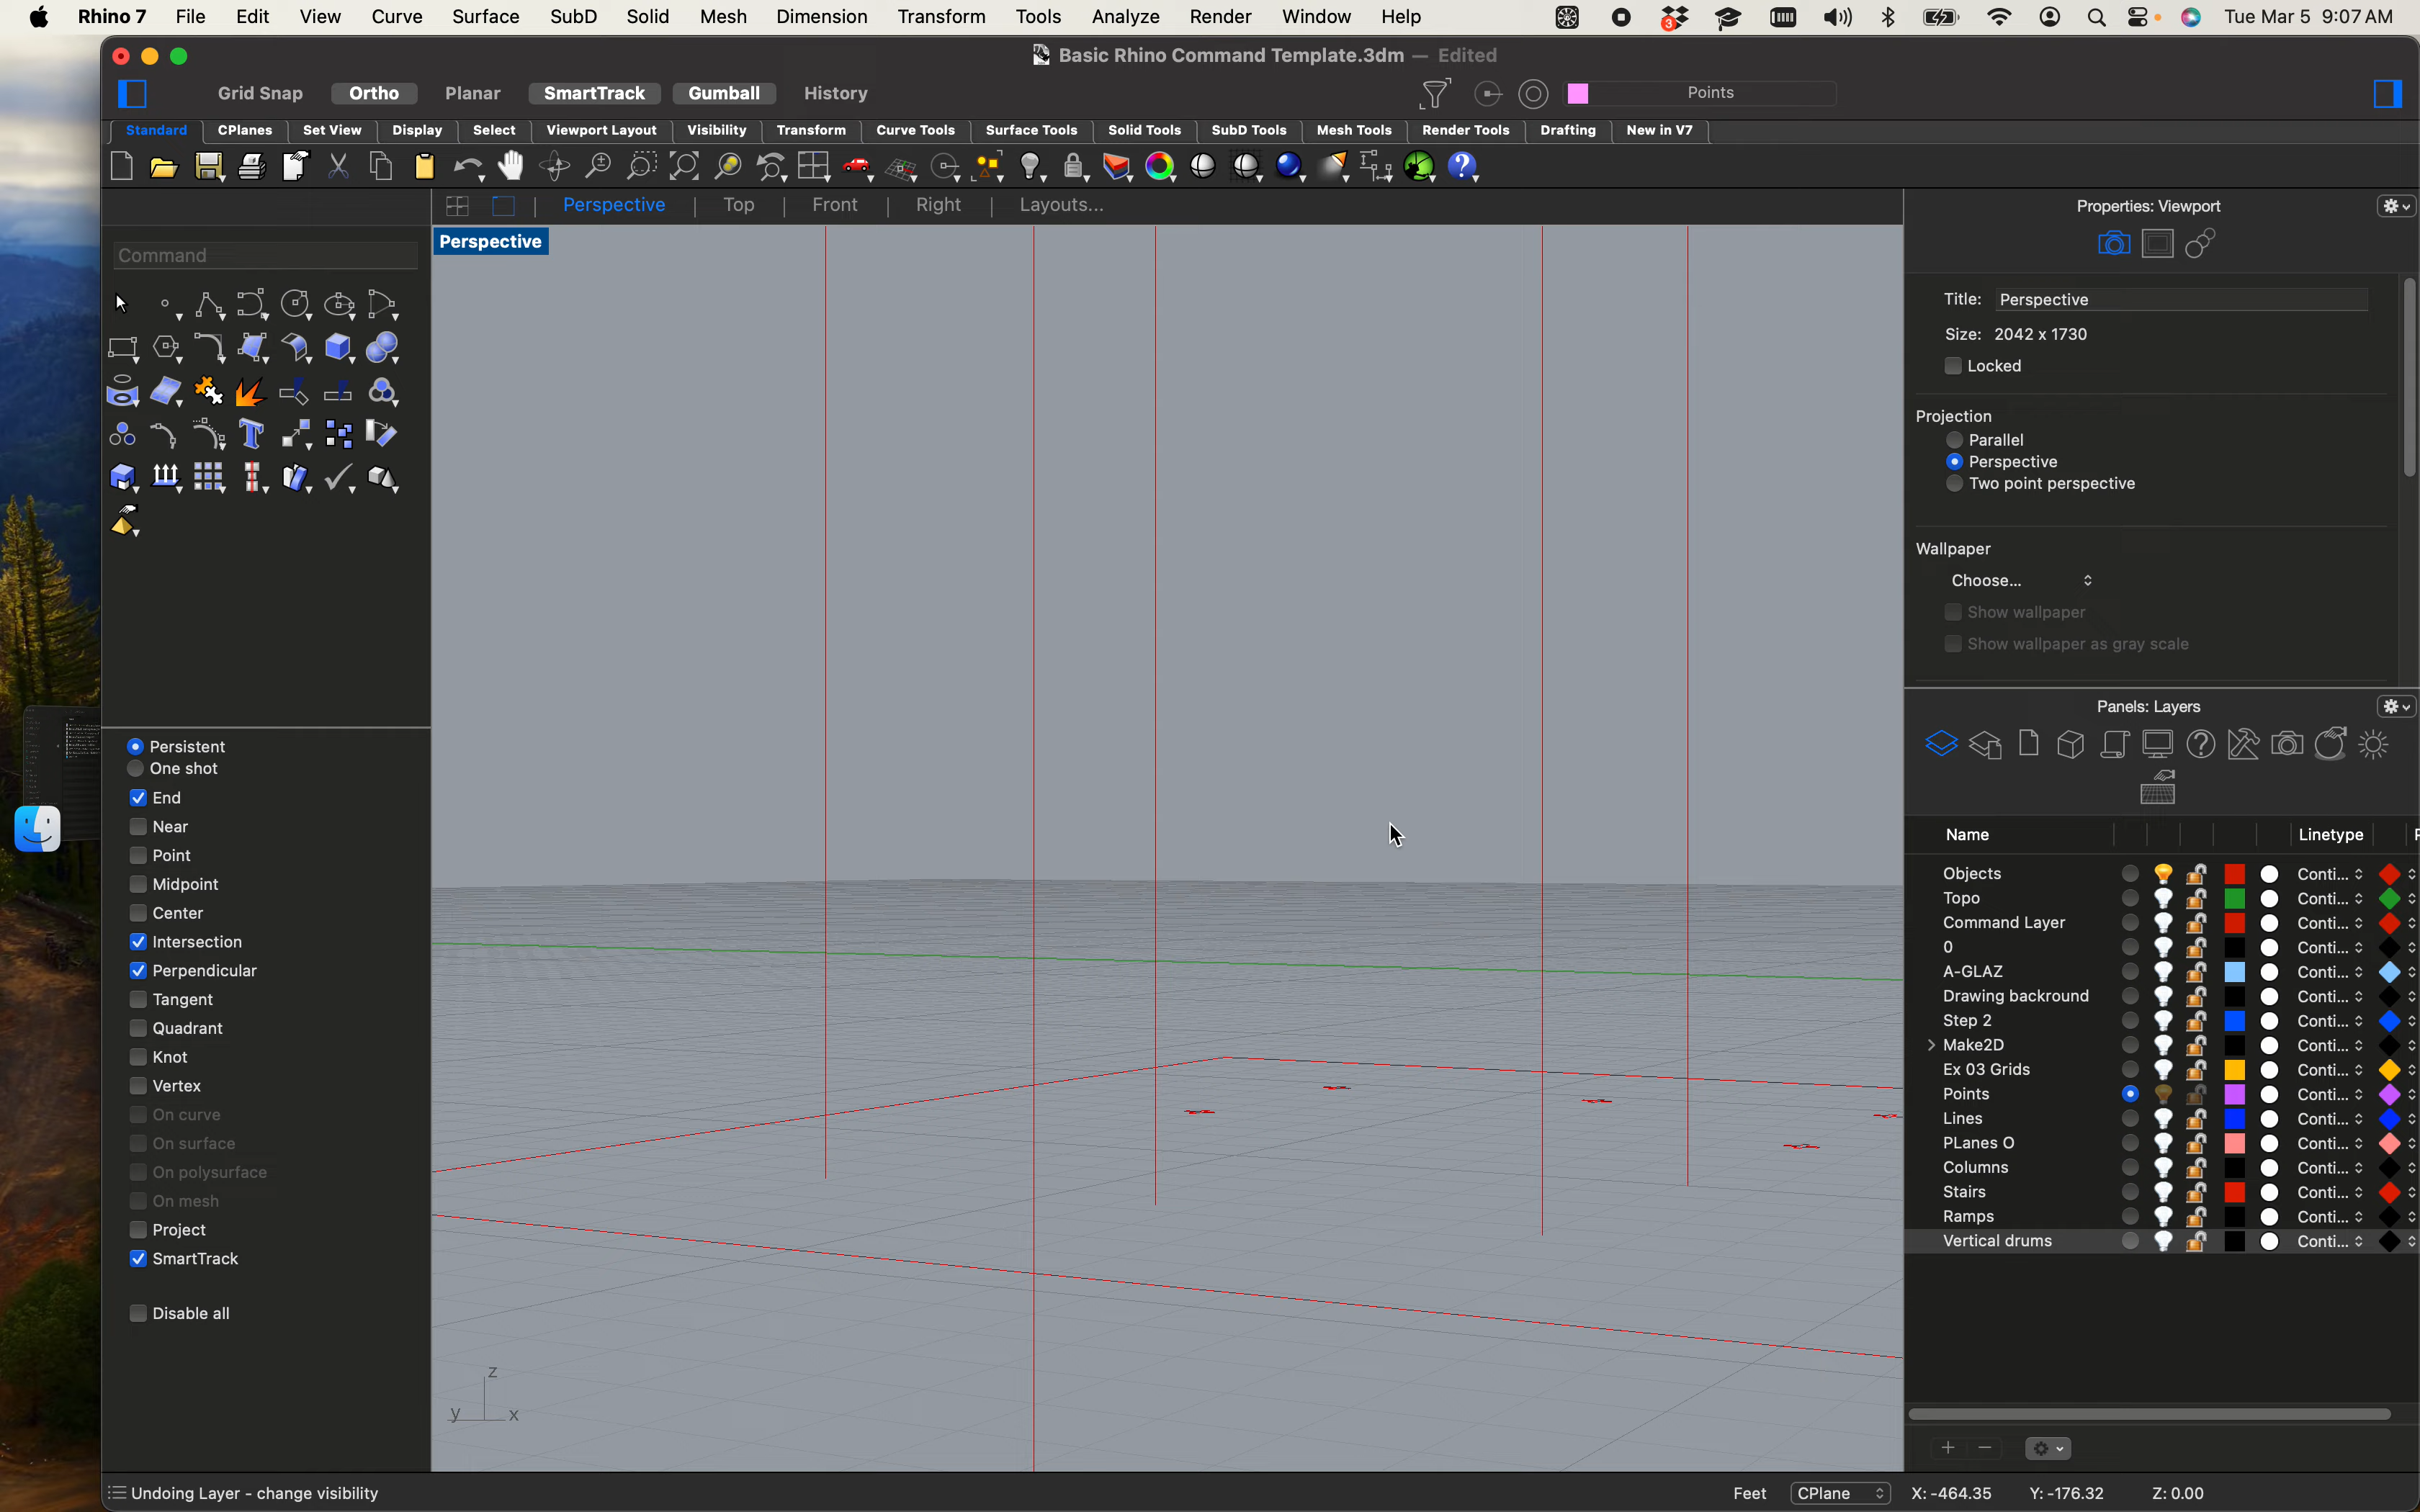 Rhino 7 File Edit View Curve Surface SubD Solid Mesh Dimension Transform Tools Analyze Render Window Help 3 Tue Mar 5 9:07 AM
Basic Rhino Command Template.3dm — Edited
Grid Snap Ortho Planar SmartTrack Gumball History Points
Standard CPlanes Set View Display Select Viewport Layout Visibility Transform Curve Tools Surface Tools Solid Tools SubD Tools Mesh Tools Render Tools Drafting New in V7
Perspective | Top | Front | Right | Layouts...
Perspective
Command
Persistent
One shot
End
Near
Point
Midpoint
Center
Intersection
Perpendicular
Tangent
Quadrant
Knot
Vertex
On curve
On surface
On polysurface
On mesh
Project
SmartTrack
Disable all
z
y x
Properties: Viewport
Title: Perspective
Size: 2042 x 1730
Locked
Projection
Parallel
Perspective
Two point perspective
Wallpaper
Choose...
Show wallpaper
Show wallpaper as gray scale
Panels: Layers
Name Linetype
Objects Conti...
Topo Conti...
Command Layer Conti...
0 Conti...
A-GLAZ Conti...
Drawing backround Conti...
Step 2 Conti...
Make2D Conti...
Ex 03 Grids Conti...
Points Conti...
Lines Conti...
PLanes O Conti...
Columns Conti...
Stairs Conti...
Ramps Conti...
Vertical drums Conti...
Undoing Layer - change visibility Feet CPlane X: -464.35 Y: -176.32 Z: 0.00